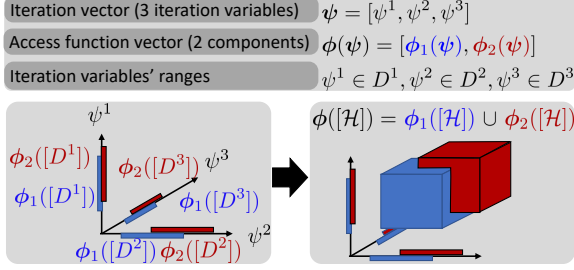 Iteration vector (3 iteration variables) ψ = [ψ¹, ψ², ψ³]
Access function vector (2 components) ϕ(ψ) = [ϕ₁(ψ), ϕ₂(ψ)]
Iteration variables' ranges ψ¹ ∈ D¹, ψ² ∈ D², ψ³ ∈ D³
ψ¹
ϕ₂([D¹])
ϕ₁([D¹])
ϕ₂([D³])
ψ³
ϕ₁([D³])
ϕ₁([D²]) ϕ₂([D²])
ψ²
ϕ([ℋ]) = ϕ₁([ℋ]) ∪ ϕ₂([ℋ])